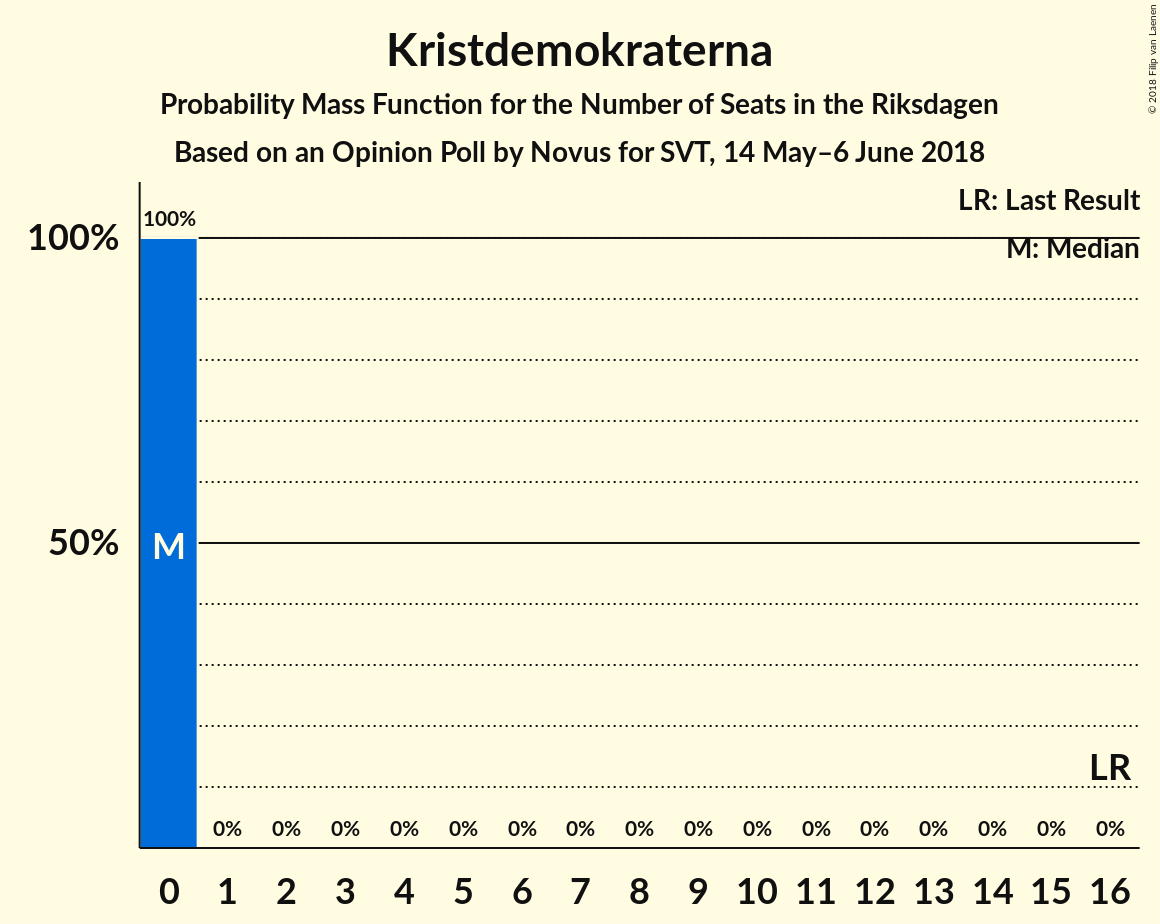 Kristdemokraterna
Probability Mass Function for the Number of Seats in the Riksdagen
Based on an Opinion Poll by Novus for SVT, 14 May–6 June 2018
© 2018 Filip van Laenen
LR: Last Result
M: Median
100%
100%
50%
M
LR
0% 0% 0% 0% 0% 0% 0% 0% 0% 0% 0% 0% 0% 0% 0% 0%
0 1 2 3 4 5 6 7 8 9 10 11 12 13 14 15 16